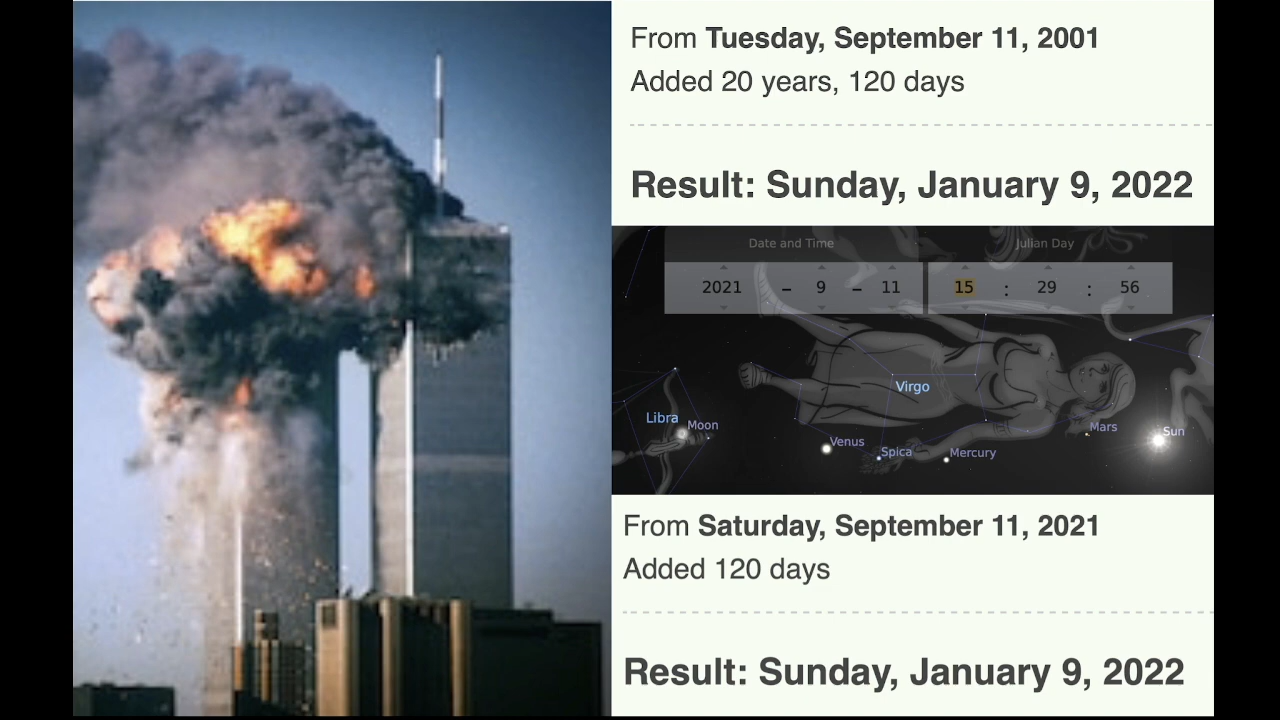 From Tuesday, September 11, 2001
Added 20 years, 120 days
Result: Sunday, January 9, 2022
Date and Time Julian Day
2021 - 9 - 11 15 : 29 : 56
Virgo
Libra
Moon
Venus
Spica
Mercury
Mars
Sun
From Saturday, September 11, 2021
Added 120 days
Result: Sunday, January 9, 2022